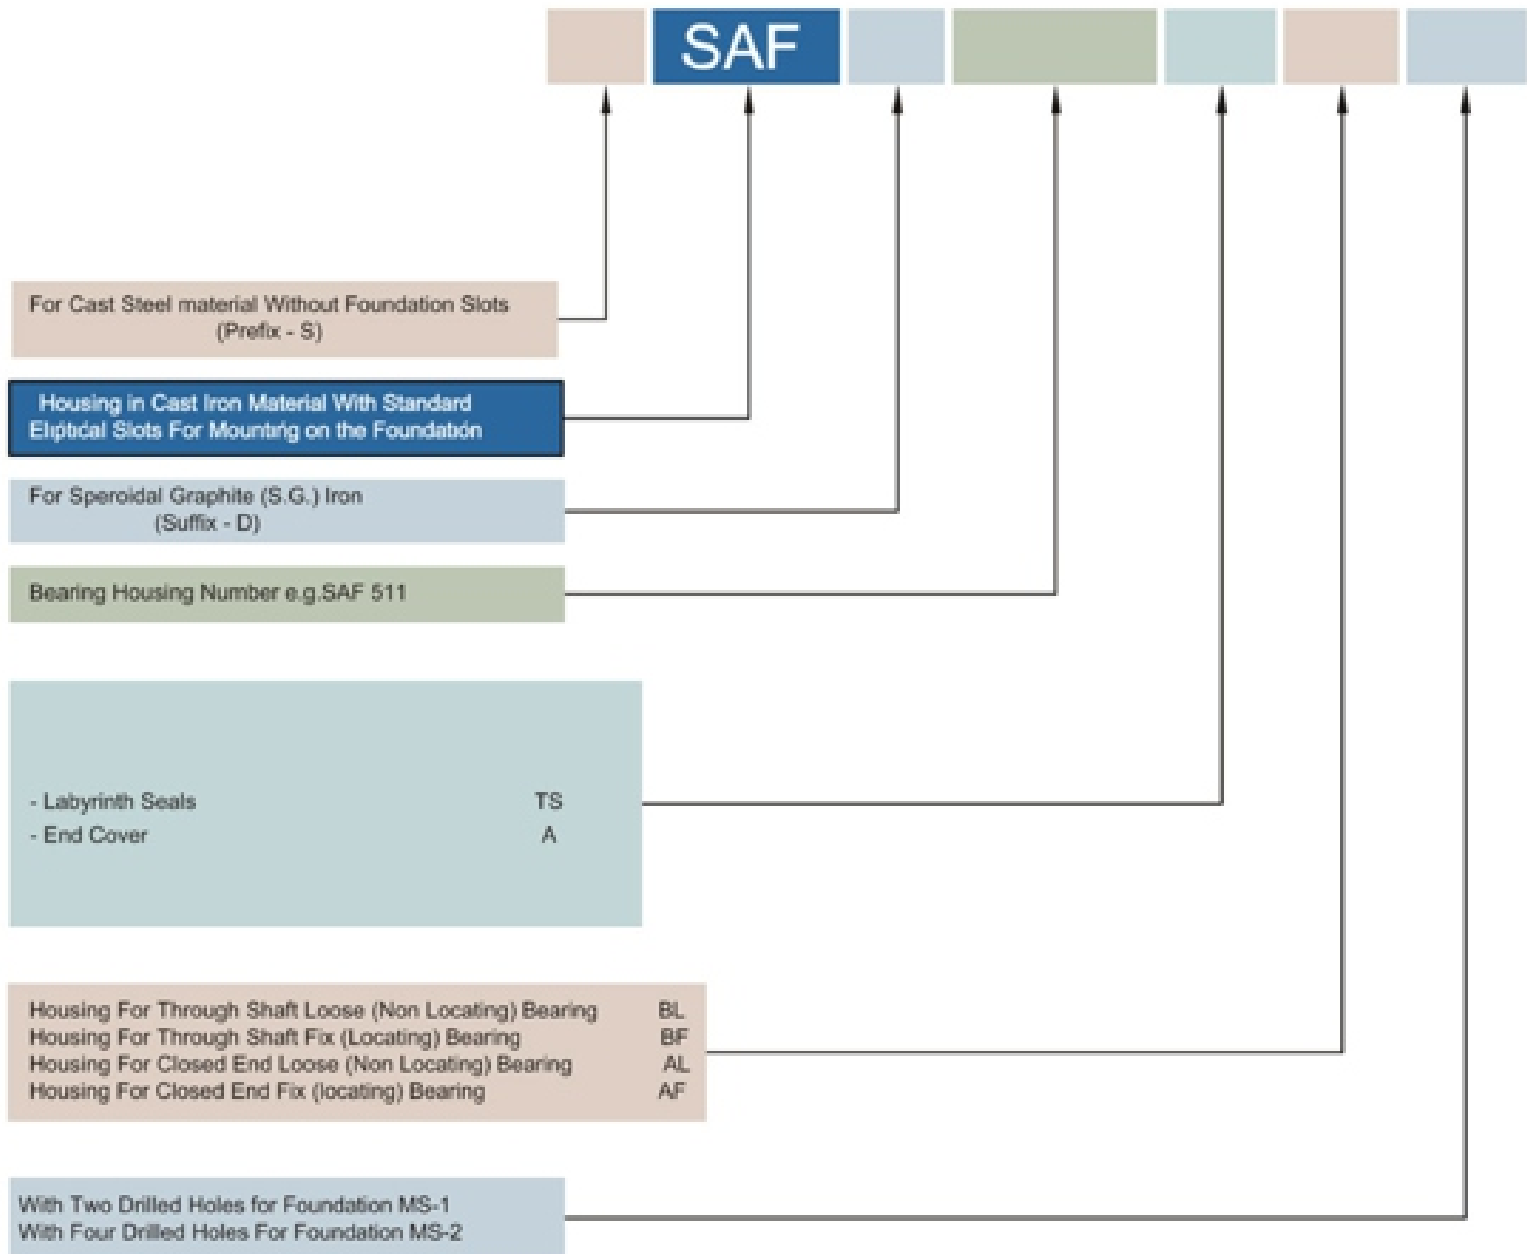 SAF
For Cast Steel material Without Foundation Slots
(Prefix - S)
Housing in Cast Iron Material With Standard
Eliptical Slots For Mounting on the Foundation
For Speroidal Graphite (S.G.) Iron
(Suffix - D)
Bearing Housing Number e.g.SAF 511
- Labyrinth Seals TS
- End Cover A
Housing For Through Shaft Loose (Non Locating) Bearing BL
Housing For Through Shaft Fix (Locating) Bearing BF
Housing For Closed End Loose (Non Locating) Bearing AL
Housing For Closed End Fix (locating) Bearing AF
With Two Drilled Holes for Foundation MS-1
With Four Drilled Holes For Foundation MS-2